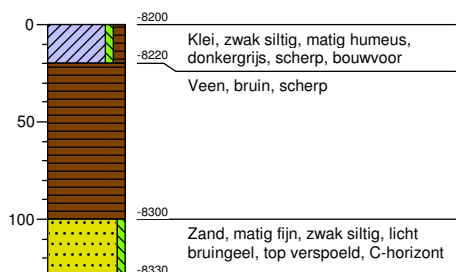 0
-8200
Klei, zwak siltig, matig humeus,
donkergrijs, scherp, bouwvoor
-8220
Veen, bruin, scherp
50
-8300
100
Zand, matig fijn, zwak siltig, licht
bruingeel, top verspoeld, C-horizont
-8330